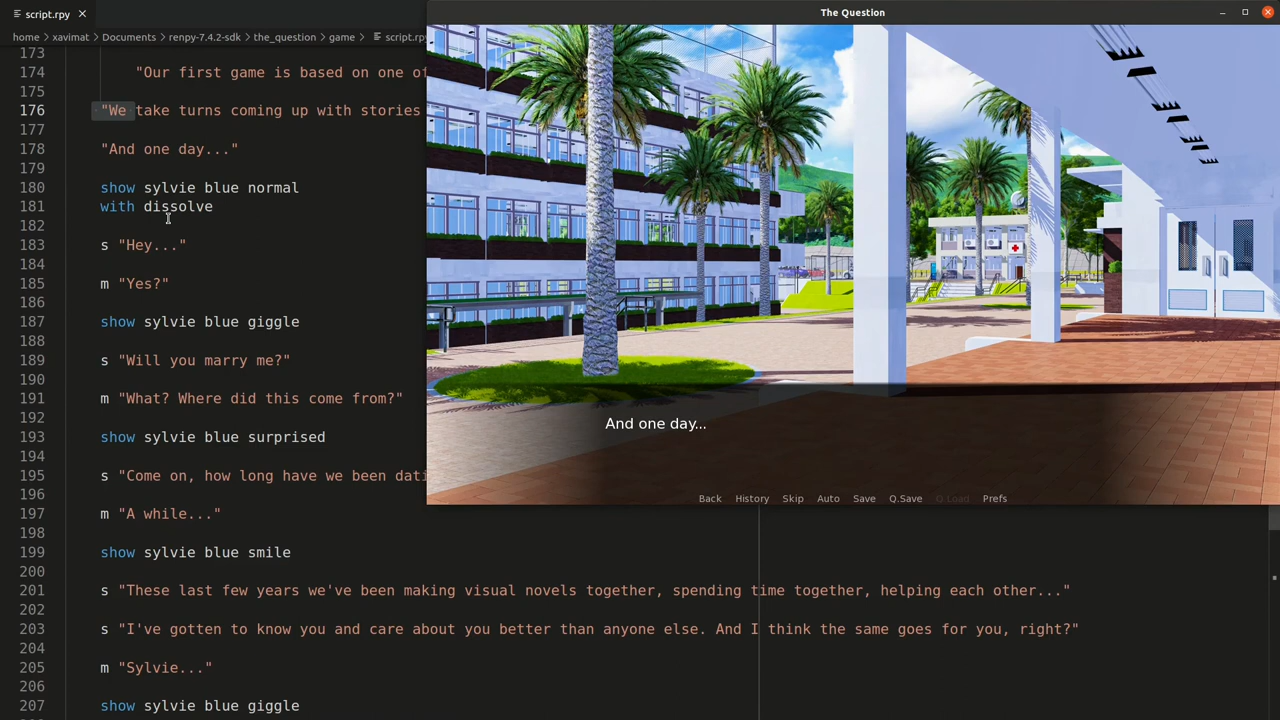 script.rpy
The Question
home > xavimat > Documents > renpy-7.4.2-sdk > the_question > game > script.rpy
173
174 "Our first game is based on one of
175
176 "We take turns coming up with stories
177
178 "And one day..."
179
180 show sylvie blue normal
181 with dissolve
182
183 s "Hey..."
184
185 m "Yes?"
186
187 show sylvie blue giggle
188
189 s "Will you marry me?"
190
191 m "What? Where did this come from?"
192
193 show sylvie blue surprised
194
195 s "Come on, how long have we been dati
196
197 m "A while..."
198
199 show sylvie blue smile
200
201 s "These last few years we've been making visual novels together, spending time together, helping each other..."
202
203 s "I've gotten to know you and care about you better than anyone else. And I think the same goes for you, right?"
204
205 m "Sylvie..."
206
207 show sylvie blue giggle
And one day...
Back History Skip Auto Save Q.Save Q.Load Prefs